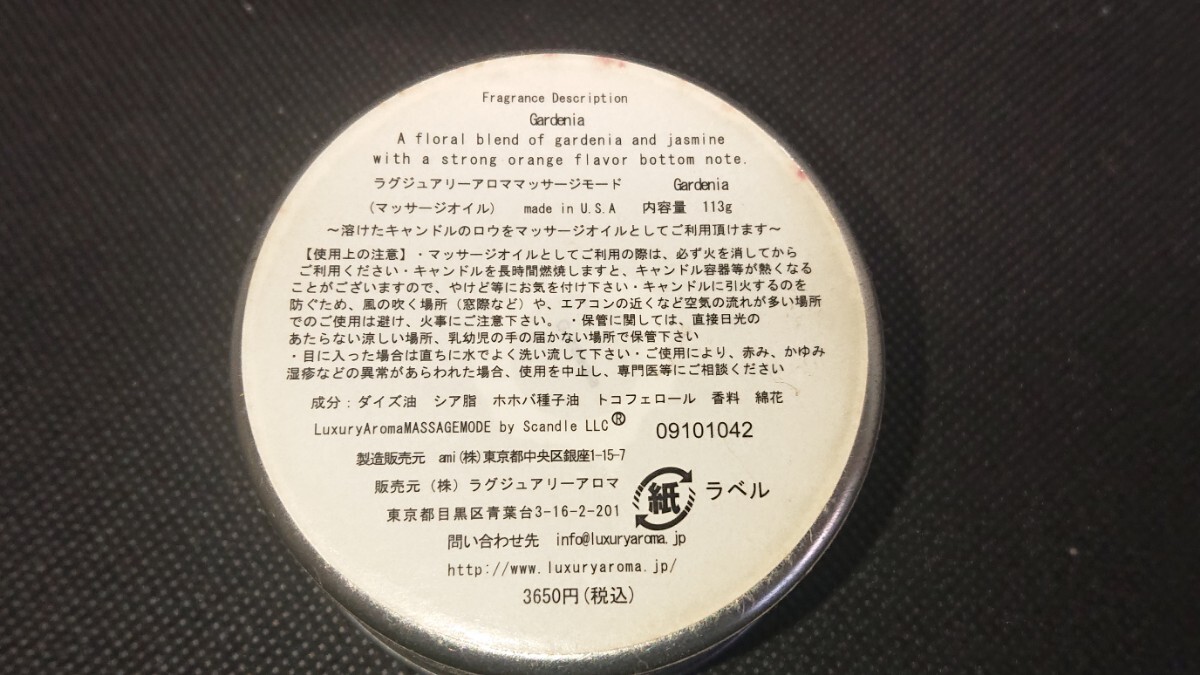 Fragrance Description
Gardenia
A floral blend of gardenia and jasmine
with a strong orange flavor bottom note.
ラグジュアリーアロママッサージモード Gardenia
(マッサージオイル) made in U.S.A 内容量 113g
～溶けたキャンドルのロウをマッサージオイルとしてご利用頂けます～
【使用上の注意】・マッサージオイルとしてご利用の際は、必ず火を消してから
ご利用ください・キャンドルを長時間燃焼しますと、キャンドル容器等が熱くなる
ことがございますので、やけど等にお気を付け下さい・キャンドルに引火するのを
防ぐため、風の吹く場所（窓際など）や、エアコンの近くなど空気の流れが多い場所
でのご使用は避け、火事にご注意下さい。・保管に関しては、直接日光の
あたらない涼しい場所、乳幼児の手の届かない場所で保管下さい
・目に入った場合は直ちに水でよく洗い流して下さい・ご使用により、赤み、かゆみ
湿疹などの異常があらわれた場合、使用を中止し、専門医等にご相談ください
成分：ダイズ油 シア脂 ホホバ種子油 トコフェロール 香料 綿花
LuxuryAromaMASSAGEMODE by Scandle LLC® 09101042
製造販売元 ami(株)東京都中央区銀座1-15-7
販売元（株）ラグジュアリーアロマ
紙 ラベル
東京都目黒区青葉台3-16-2-201
問い合わせ先 info@luxuryaroma.jp
http://www.luxuryaroma.jp/
3650円(税込)